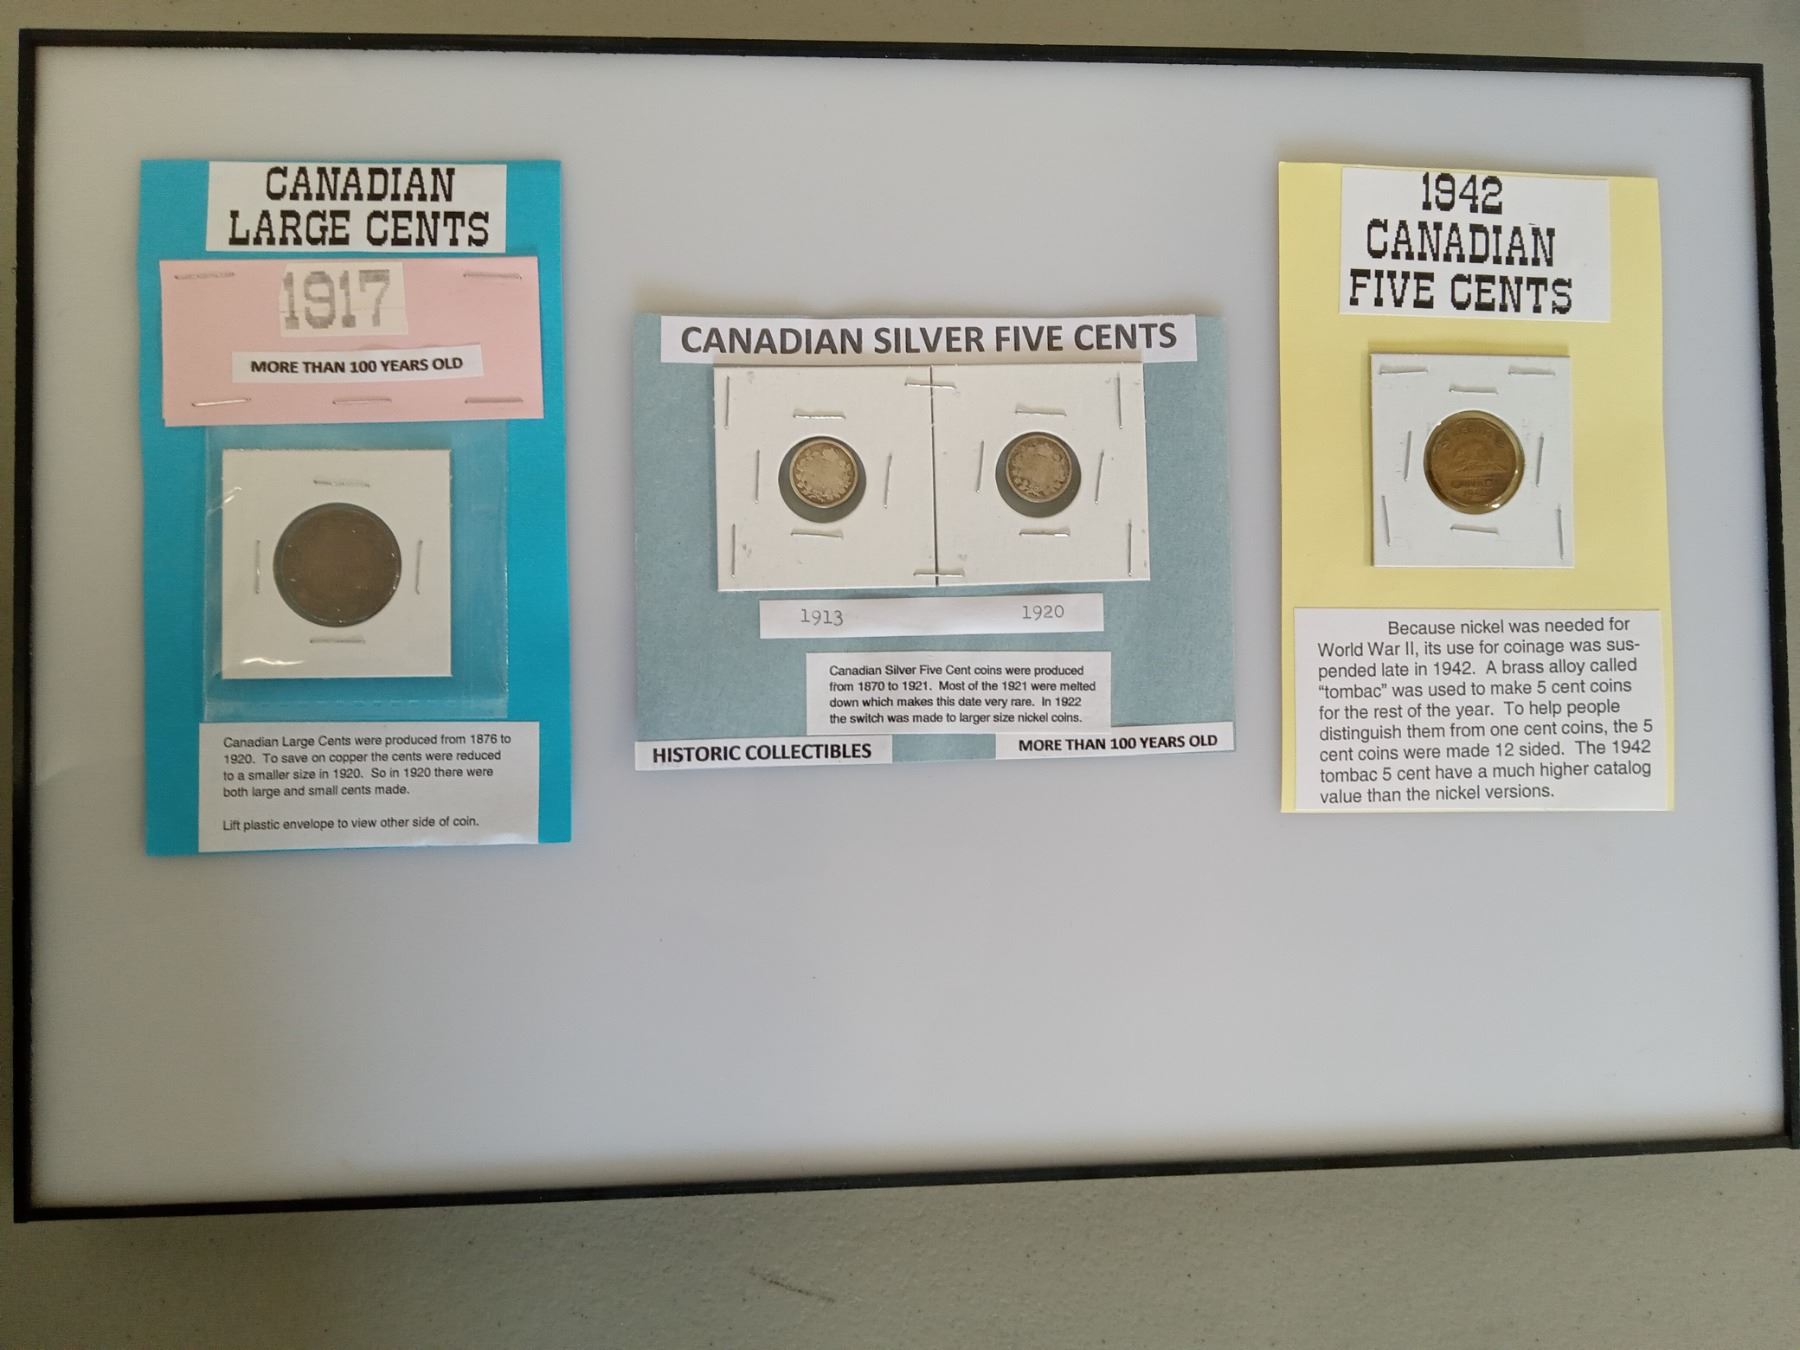 CANADIAN
LARGE CENTS
1917
MORE THAN 100 YEARS OLD
Canadian Large Cents were produced from 1876 to
1920. To save on copper the cents were reduced
to a smaller size in 1920. So in 1920 there were
both large and small cents made.
Lift plastic envelope to view other side of coin.
CANADIAN SILVER FIVE CENTS
1913 1920
Canadian Silver Five Cent coins were produced
from 1870 to 1921. Most of the 1921 were melted
down which makes this date very rare. In 1922
the switch was made to larger size nickel coins.
HISTORIC COLLECTIBLES
MORE THAN 100 YEARS OLD
1942
CANADIAN
FIVE CENTS
CANADA
1942
Because nickel was needed for
World War II, its use for coinage was sus-
pended late in 1942. A brass alloy called
"tombac" was used to make 5 cent coins
for the rest of the year. To help people
distinguish them from one cent coins, the 5
cent coins were made 12 sided. The 1942
tombac 5 cent have a much higher catalog
value than the nickel versions.